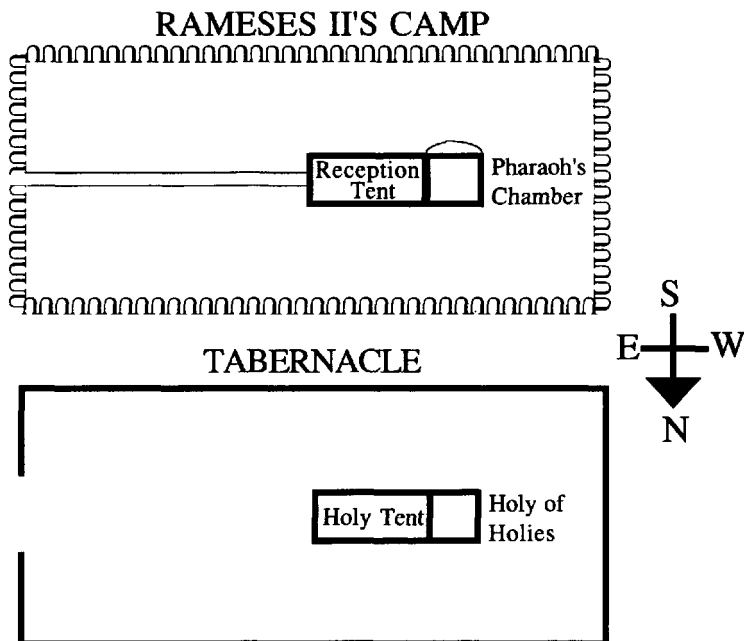 RAMESES II'S CAMP
Reception
Tent
Pharaoh's
Chamber
S
E
W
N
TABERNACLE
Holy Tent
Holy of
Holies